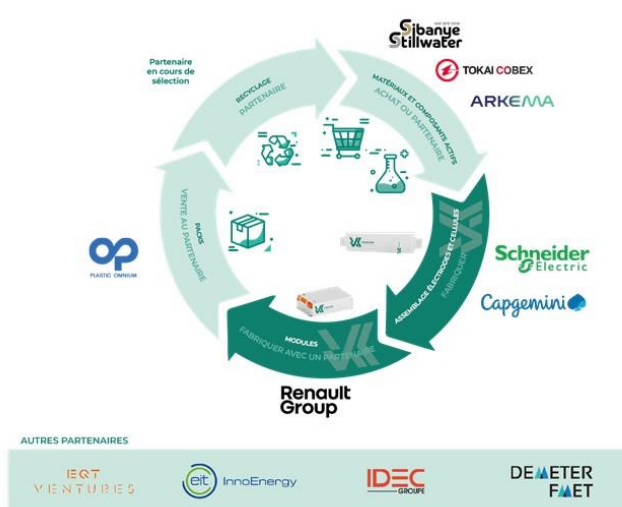 Sibanye
Stillwater
Partenaire
en cours de
sélection
TOKAI COBEX
ARKEMA
RECYCLAGE
PARTENAIRE
MATÉRIAUX ET COMPOSANTS ACTIFS
ACHAT OU PARTENAIRE
PACKS
VENTE AU PARTENAIRE
PLASTIC OMNIUM
ASSEMBLAGE ÉLECTRODES ET CELLULES
FABRIQUER
Schneider
Electric
Capgemini
MODULES
FABRIQUER AVEC UN PARTENAIRE
Renault
Group
AUTRES PARTENAIRES
EQT
VENTURES
eit InnoEnergy
IDEC
GROUPE
DEMETER
FMET